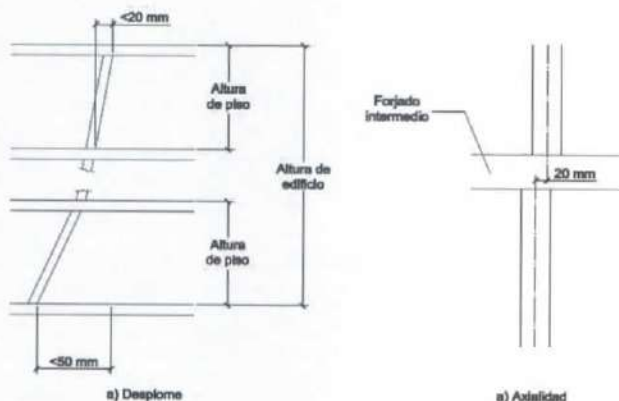 <20 mm
Altura
de piso
Altura de
edificio
Altura
de piso
<50 mm
a) Desplome
Forjado
intermedio
20 mm
a) Axialidad